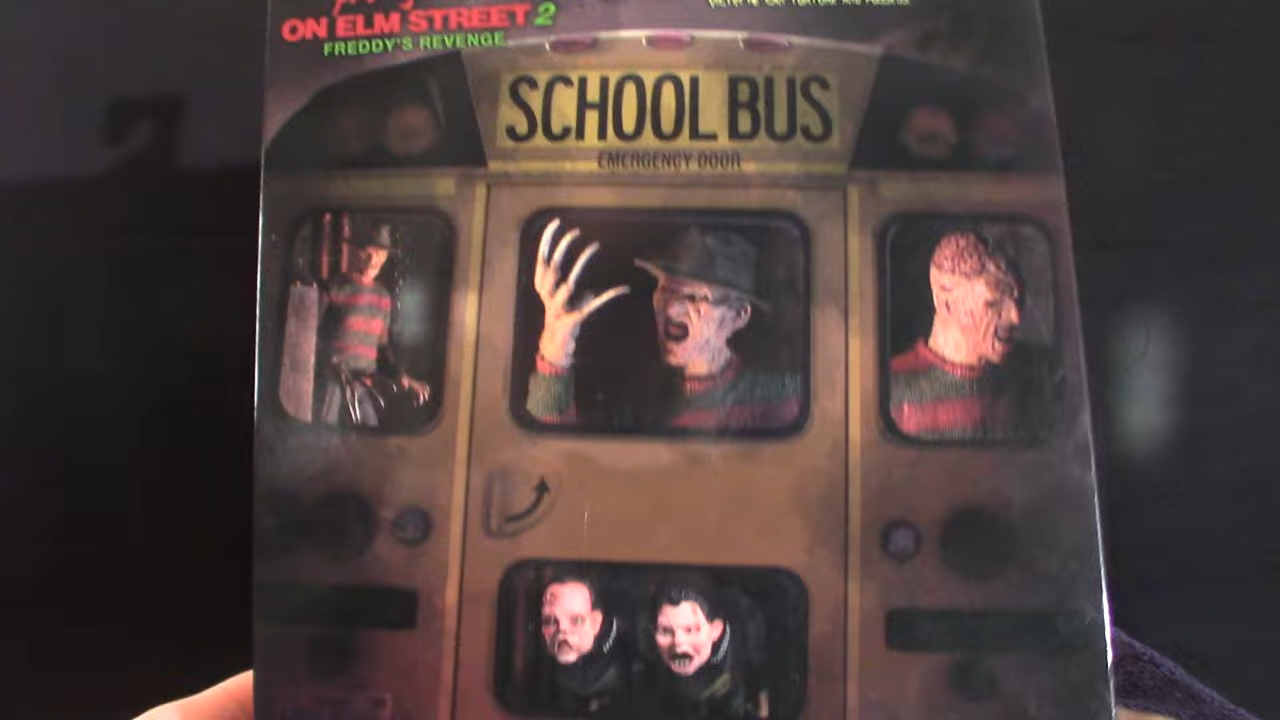 ON ELM STREET 2
FREDDY'S REVENGE
SCHOOL BUS
EMERGENCY DOOR